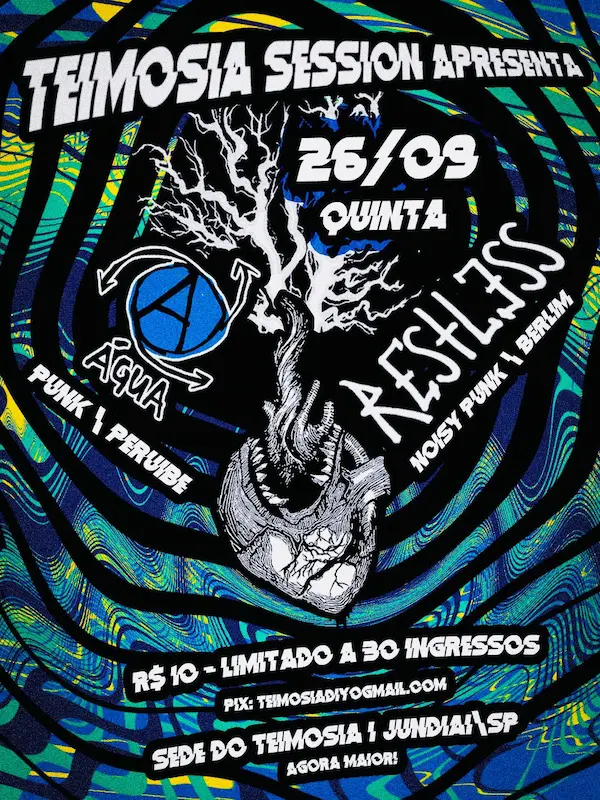 TEIMOSIA SESSION APRESENTA
26/09
QUINTA
A
ÁGUA
PUNK \ PERUIBE
RESTLESS
NOISY PUNK \ BERLIM
R$ 10 - LIMITADO A 30 INGRESSOS
PIX: TEIMOSIADIYOGMAIL.COM
SEDE DO TEIMOSIA | JUNDIAI\SP
AGORA MAIOR!